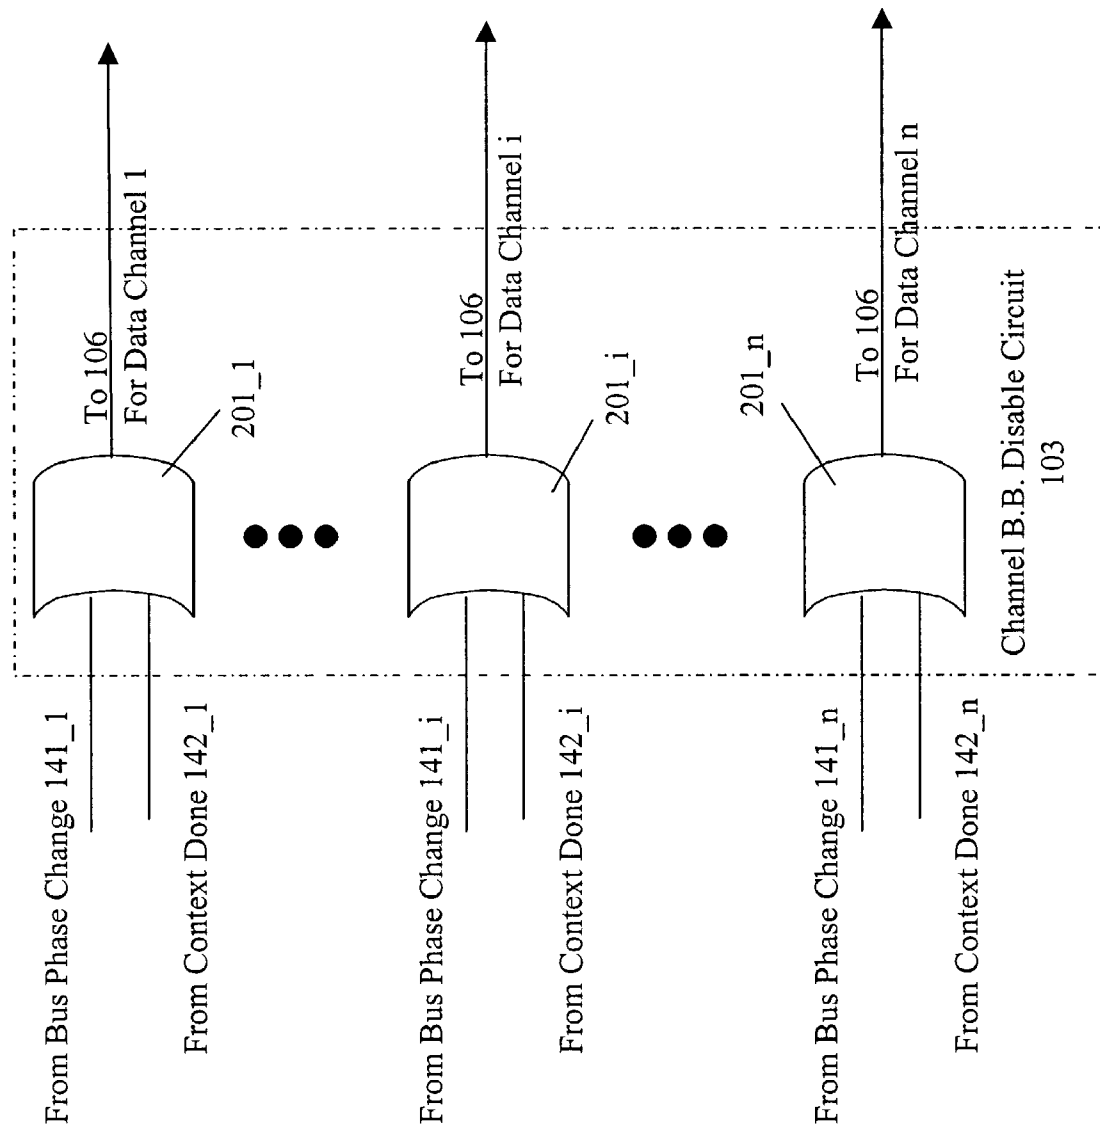 From Bus Phase Change 141_1
From Context Done 142_1
To 106
For Data Channel 1
201_1
From Bus Phase Change 141_i
From Context Done 142_i
To 106
For Data Channel i
201_i
From Bus Phase Change 141_n
From Context Done 142_n
To 106
For Data Channel n
201_n
Channel B.B. Disable Circuit
103